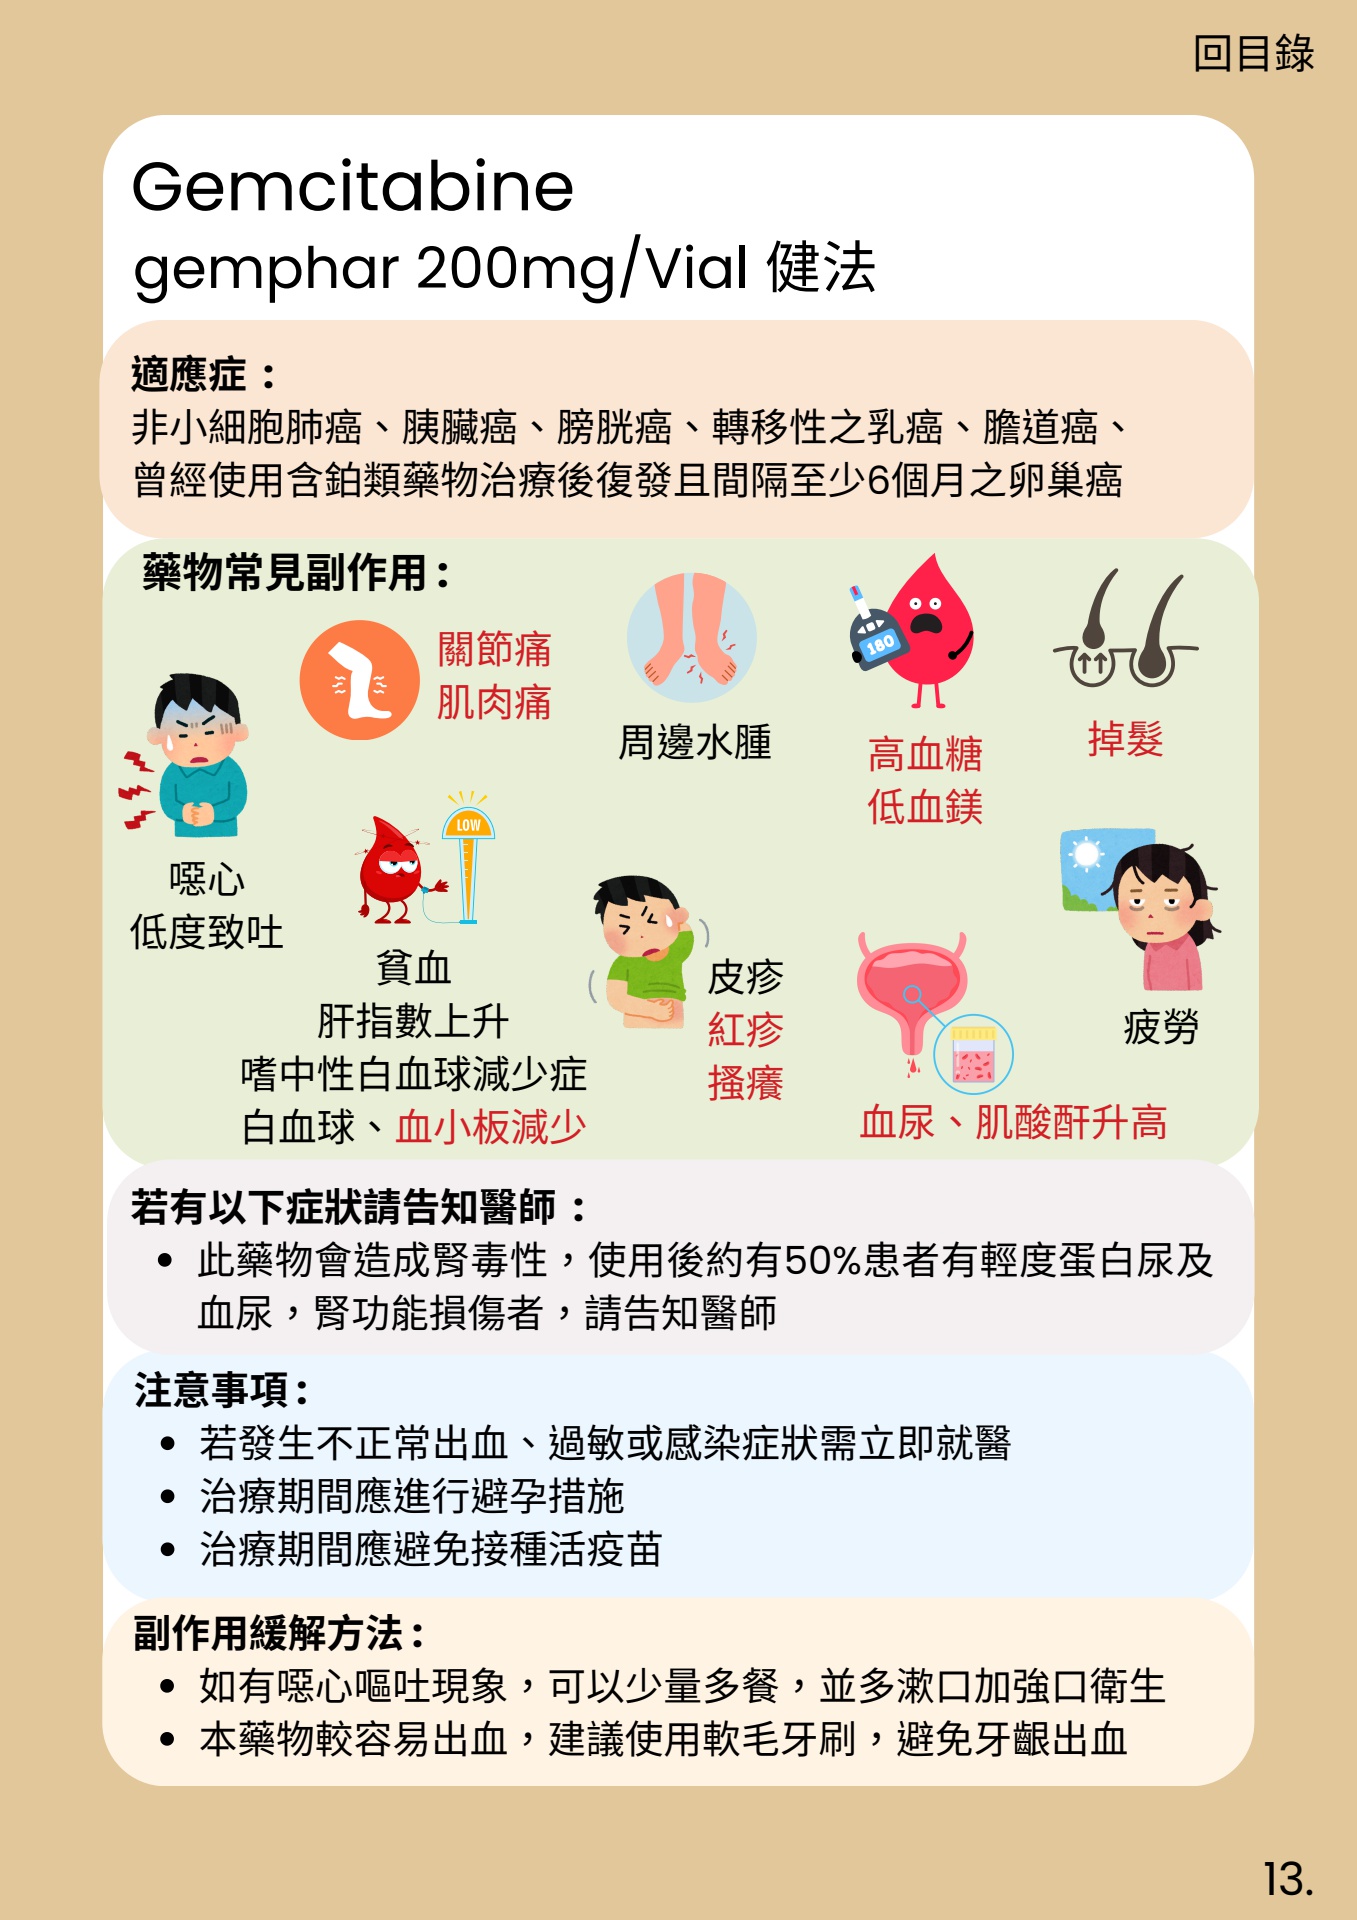 回目錄
Gemcitabine
gemphar 200mg/Vial 健法
適應症：
非小細胞肺癌、胰臟癌、膀胱癌、轉移性之乳癌、膽道癌、
曾經使用含鉑類藥物治療後復發且間隔至少6個月之卵巢癌
藥物常見副作用：
關節痛
肌肉痛
周邊水腫
180
高血糖
低血鎂
掉髮
噁心
低度致吐
LOW
貧血
肝指數上升
嗜中性白血球減少症
白血球、血小板減少
皮疹
紅疹
搔癢
血尿、肌酸酐升高
疲勞
若有以下症狀請告知醫師：
• 此藥物會造成腎毒性，使用後約有50%患者有輕度蛋白尿及
血尿，腎功能損傷者，請告知醫師
注意事項：
• 若發生不正常出血、過敏或感染症狀需立即就醫
• 治療期間應進行避孕措施
• 治療期間應避免接種活疫苗
副作用緩解方法：
• 如有噁心嘔吐現象，可以少量多餐，並多漱口加強口衛生
• 本藥物較容易出血，建議使用軟毛牙刷，避免牙齦出血
13.